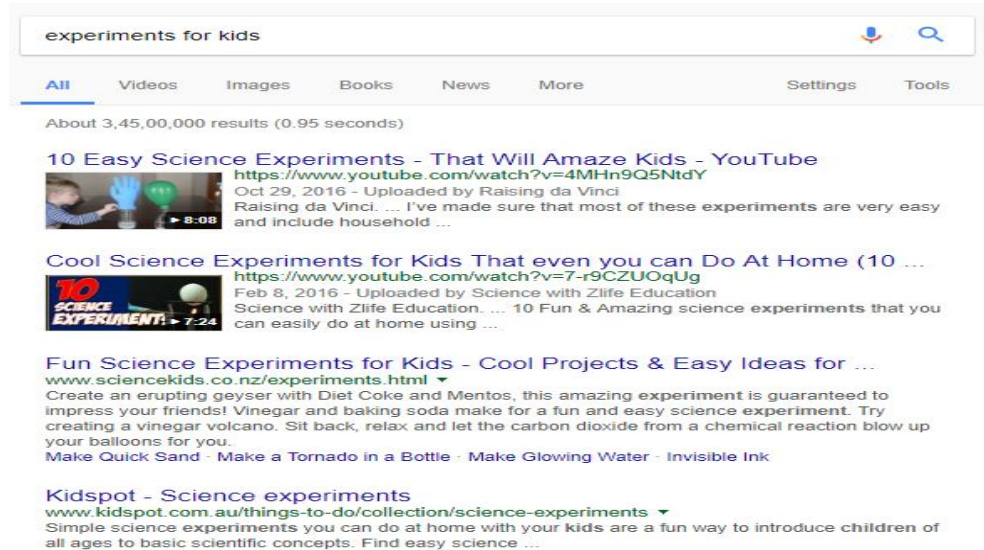 experiments for kids
All Videos Images Books News More Settings Tools
About 3,45,00,000 results (0.95 seconds)
10 Easy Science Experiments - That Will Amaze Kids - YouTube
https://www.youtube.com/watch?v=4MHn9Q5NtdY
Oct 29, 2016 - Uploaded by Raising da Vinci
Raising da Vinci. ... I've made sure that most of these experiments are very easy
and include household ...
8:08
Cool Science Experiments for Kids That even you can Do At Home (10 ...
https://www.youtube.com/watch?v=7-r9CZUOqUg
Feb 8, 2016 - Uploaded by Science with Zlife Education
Science with Zlife Education. ... 10 Fun & Amazing science experiments that you
can easily do at home using ...
10
SCIENCE
EXPERIMENT! 7:24
Fun Science Experiments for Kids - Cool Projects & Easy Ideas for ...
www.sciencekids.co.nz/experiments.html
Create an erupting geyser with Diet Coke and Mentos, this amazing experiment is guaranteed to
impress your friends! Vinegar and baking soda make for a fun and easy science experiment. Try
creating a vinegar volcano. Sit back, relax and let the carbon dioxide from a chemical reaction blow up
your balloons for you.
Make Quick Sand · Make a Tornado in a Bottle · Make Glowing Water · Invisible Ink
Kidspot - Science experiments
www.kidspot.com.au/things-to-do/collection/science-experiments
Simple science experiments you can do at home with your kids are a fun way to introduce children of
all ages to basic scientific concepts. Find easy science ...